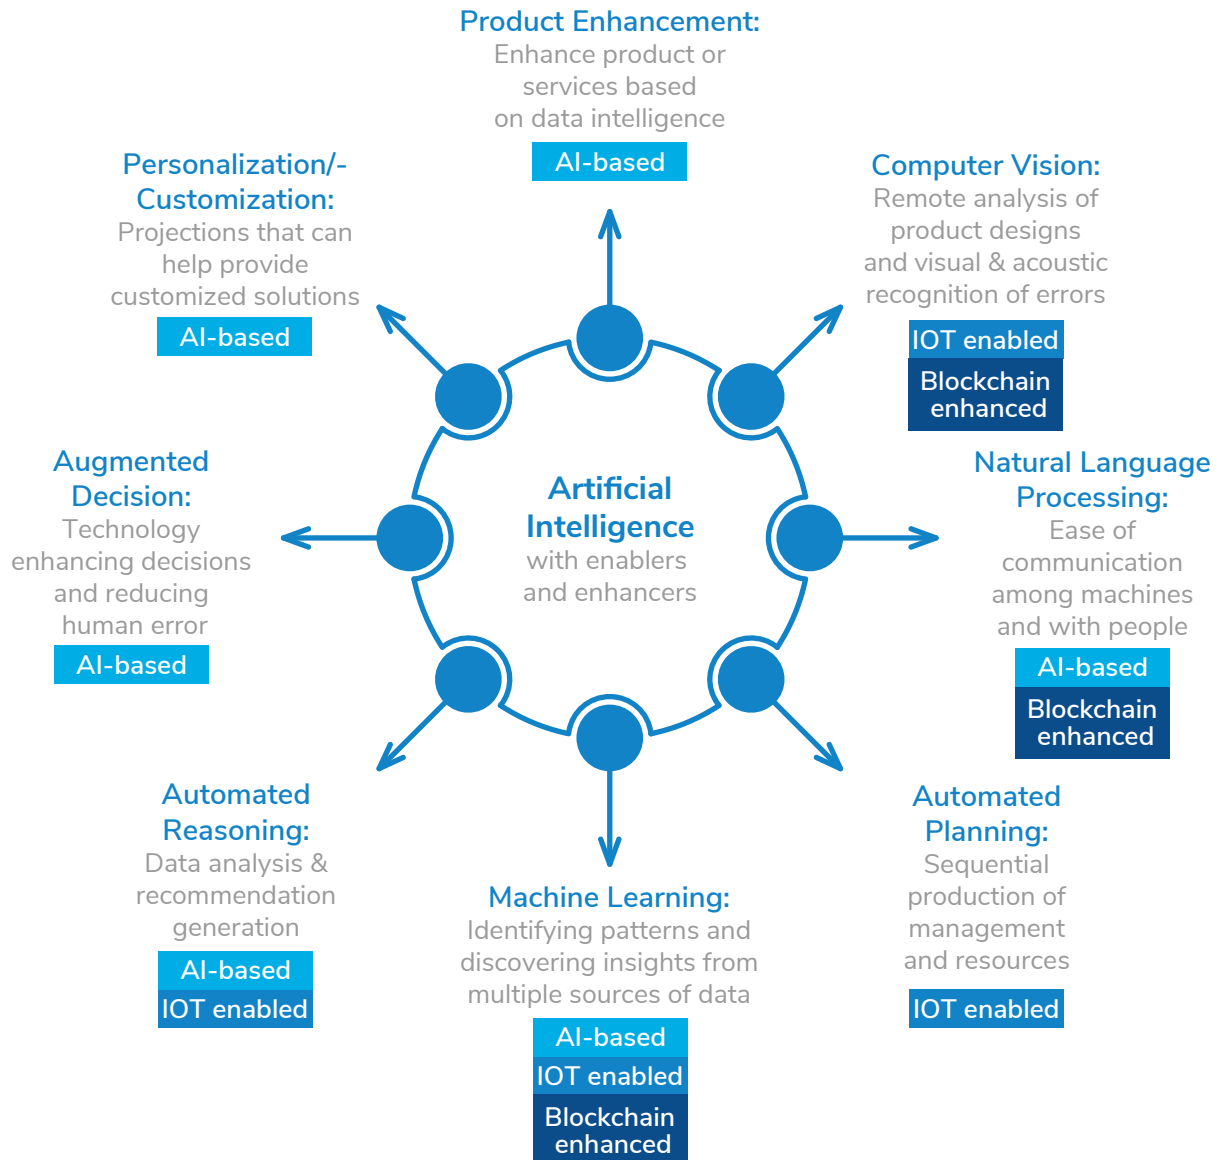 Product Enhancement:
Enhance product or
services based
on data intelligence
AI-based
Computer Vision:
Remote analysis of
product designs
and visual & acoustic
recognition of errors
IOT enabled
Blockchain
enhanced
Natural Language
Processing:
Ease of
communication
among machines
and with people
AI-based
Blockchain
enhanced
Automated
Planning:
Sequential
production of
management
and resources
IOT enabled
Machine Learning:
Identifying patterns and
discovering insights from
multiple sources of data
AI-based
IOT enabled
Blockchain
enhanced
Automated
Reasoning:
Data analysis &
recommendation
generation
AI-based
IOT enabled
Augmented
Decision:
Technology
enhancing decisions
and reducing
human error
AI-based
Personalization/-
Customization:
Projections that can
help provide
customized solutions
AI-based
Artificial
Intelligence
with enablers
and enhancers